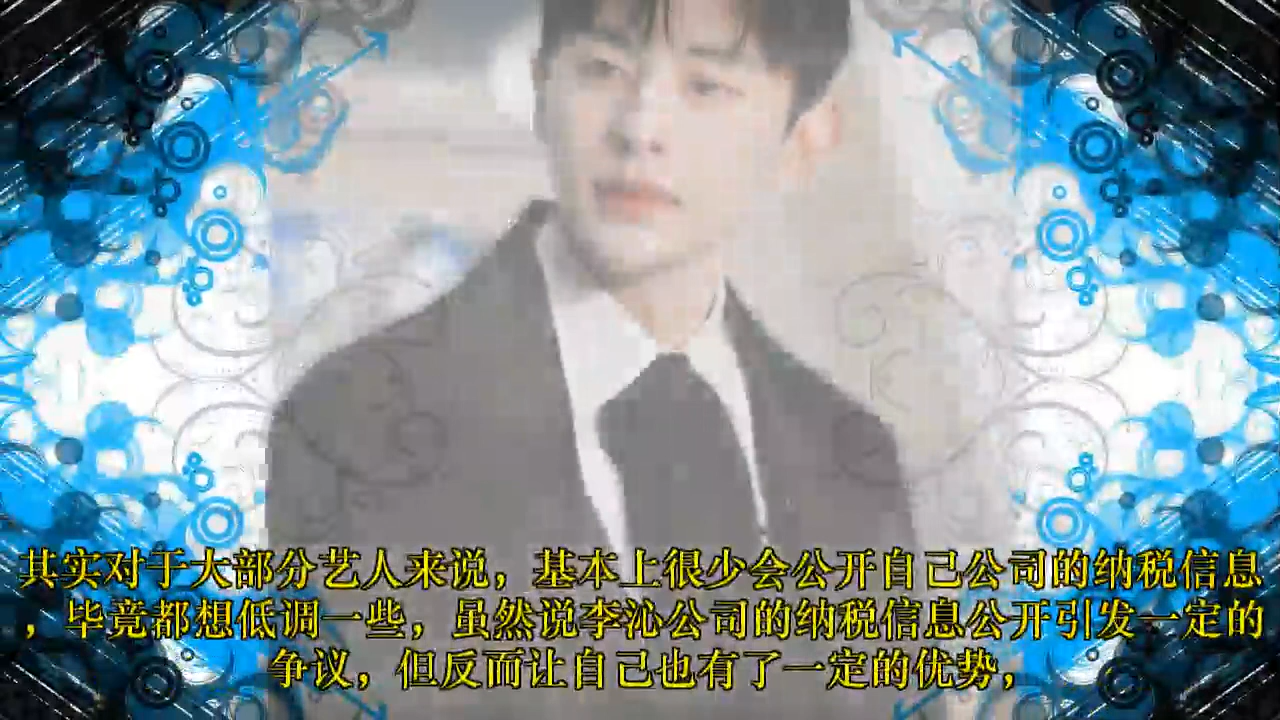 其实对于大部分艺人来说，基本上很少会公开自己公司的纳税信息
，毕竟都想低调一些，虽然说李沁公司的纳税信息公开引发一定的
争议，但反而让自己也有了一定的优势，